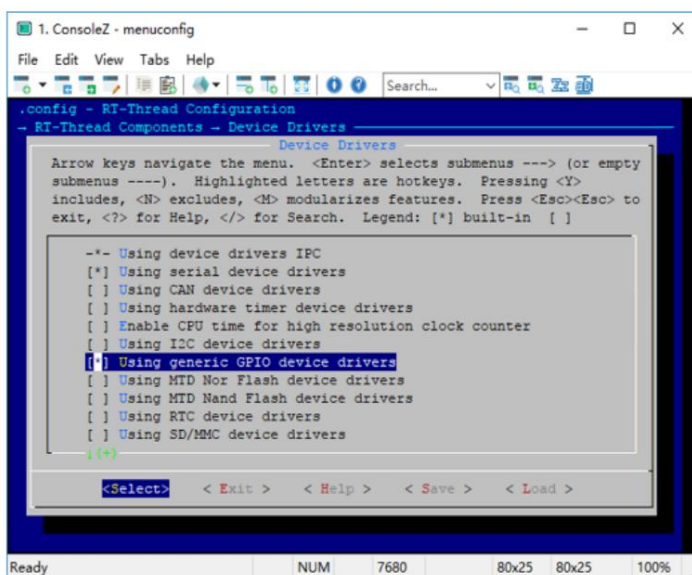 1. ConsoleZ - menuconfig
File Edit View Tabs Help
Search...
.config - RT-Thread Configuration
→ RT-Thread Components → Device Drivers
Device Drivers
Arrow keys navigate the menu. <Enter> selects submenus ---> (or empty
submenus ----). Highlighted letters are hotkeys. Pressing <Y>
includes, <N> excludes, <M> modularizes features. Press <Esc><Esc> to
exit, <?> for Help, </> for Search. Legend: [*] built-in [ ]
-*- Using device drivers IPC
[*] Using serial device drivers
[ ] Using CAN device drivers
[ ] Using hardware timer device drivers
[ ] Enable CPU time for high resolution clock counter
[ ] Using I2C device drivers
[*] Using generic GPIO device drivers
[ ] Using MTD Nor Flash device drivers
[ ] Using MTD Nand Flash device drivers
[ ] Using RTC device drivers
[ ] Using SD/MMC device drivers
↓(+)
<Select> < Exit > < Help > < Save > < Load >
Ready NUM 7680 80x25 80x25 100%